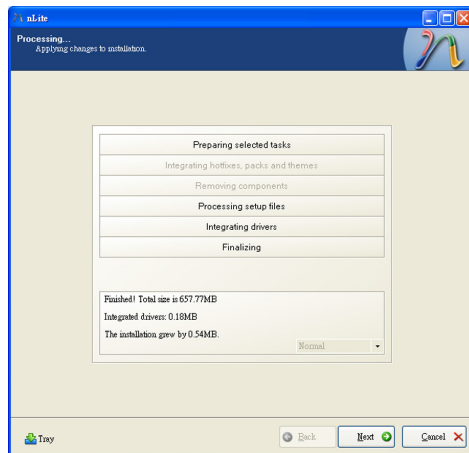 nLite
Processing...
Applying changes to installation.
Preparing selected tasks
Integrating hotfixes, packs and themes
Removing components
Processing setup files
Integrating drivers
Finalizing
Finished! Total size is 657.77MB
Integrated drivers: 0.18MB
The installation grew by 0.54MB.
Normal
Tray
Back
Next
Cancel